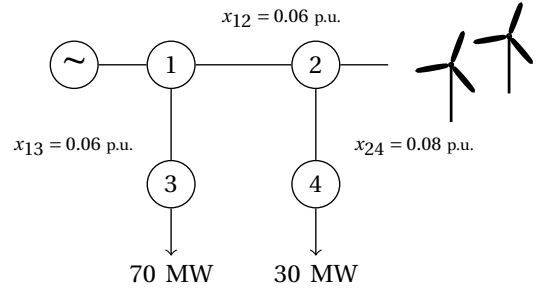 x12 = 0.06 p.u.
~ 1 2
x13 = 0.06 p.u. x24 = 0.08 p.u.
3 4
70 MW 30 MW